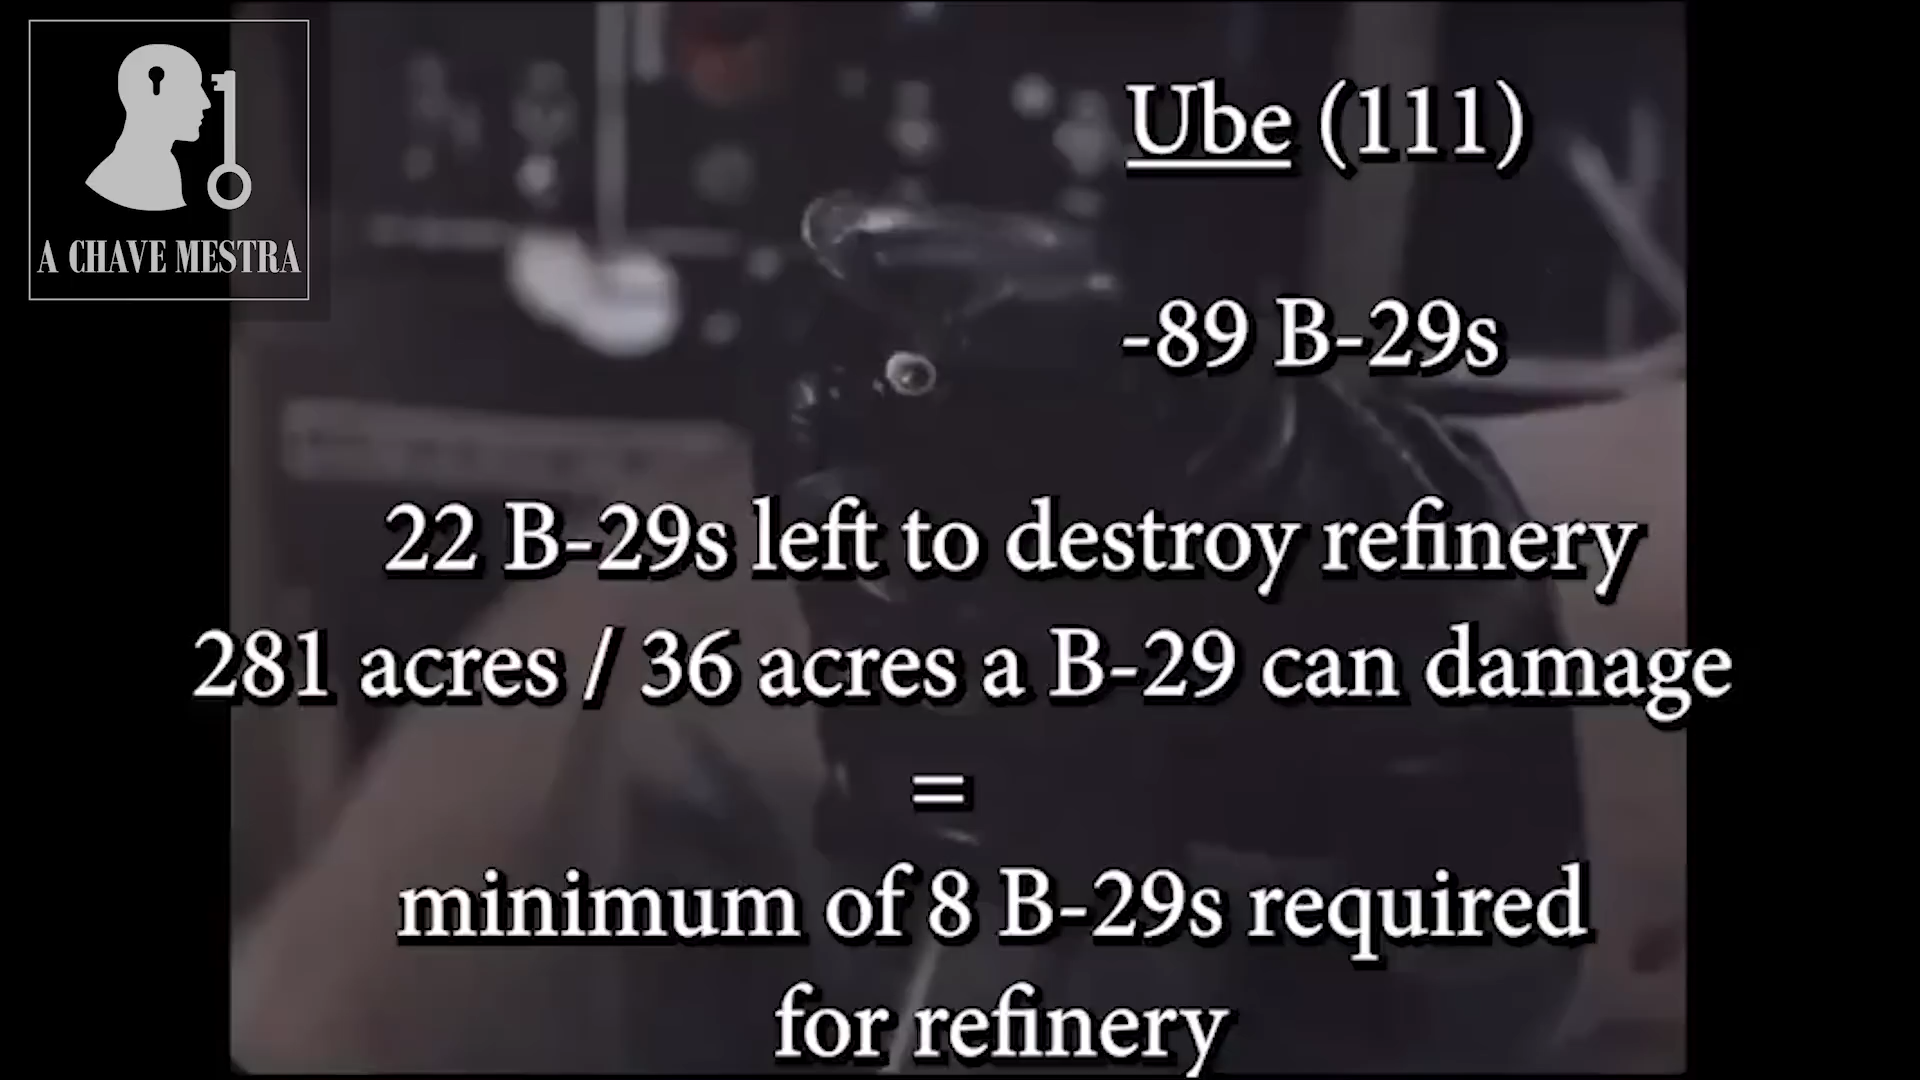 A CHAVE MESTRA
Ube (111)
-89 B-29s
22 B-29s left to destroy refinery
281 acres / 36 acres a B-29 can damage
=
minimum of 8 B-29s required
for refinery